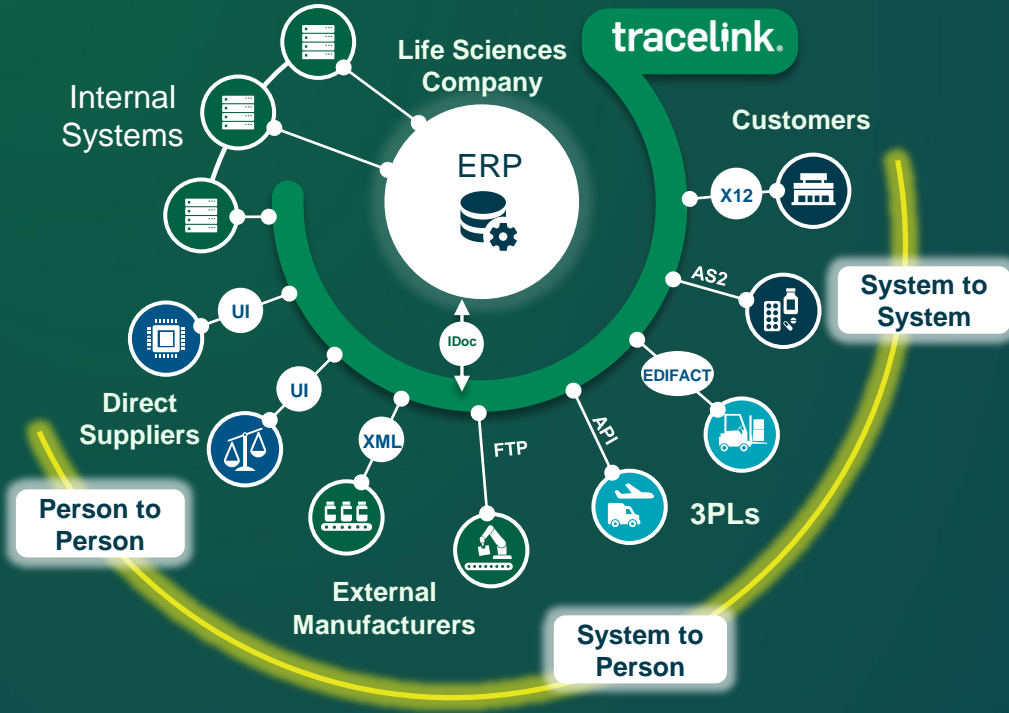 tracelink®
Life Sciences
Company
Internal
Systems
ERP
Customers
X12
AS2
System to
System
UI
IDoc
EDIFACT
UI
Direct
Suppliers
XML
FTP
API
3PLs
Person to
Person
External
Manufacturers
System to
Person